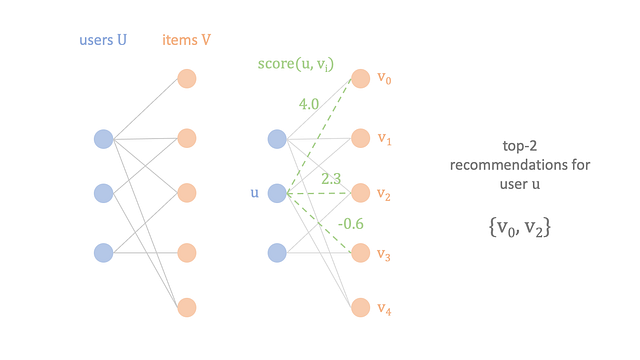 users U
items V
score(u, vᵢ)
4.0
2.3
-0.6
u
v₀
v₁
v₂
v₃
v₄
top-2
recommendations for
user u
{v₀, v₂}